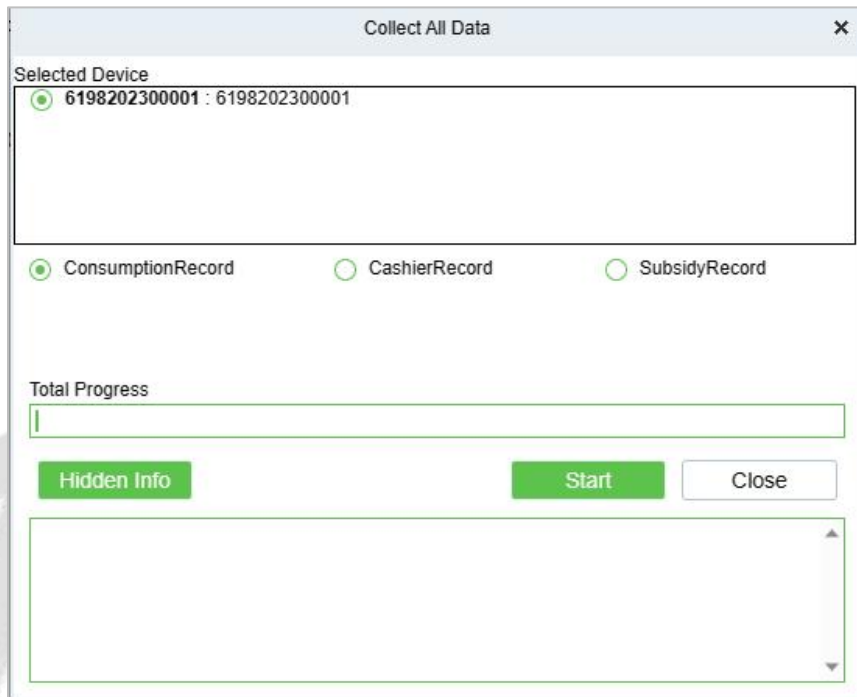 Collect All Data
Selected Device
6198202300001 : 6198202300001
ConsumptionRecord CashierRecord SubsidyRecord
Total Progress
Hidden Info Start Close